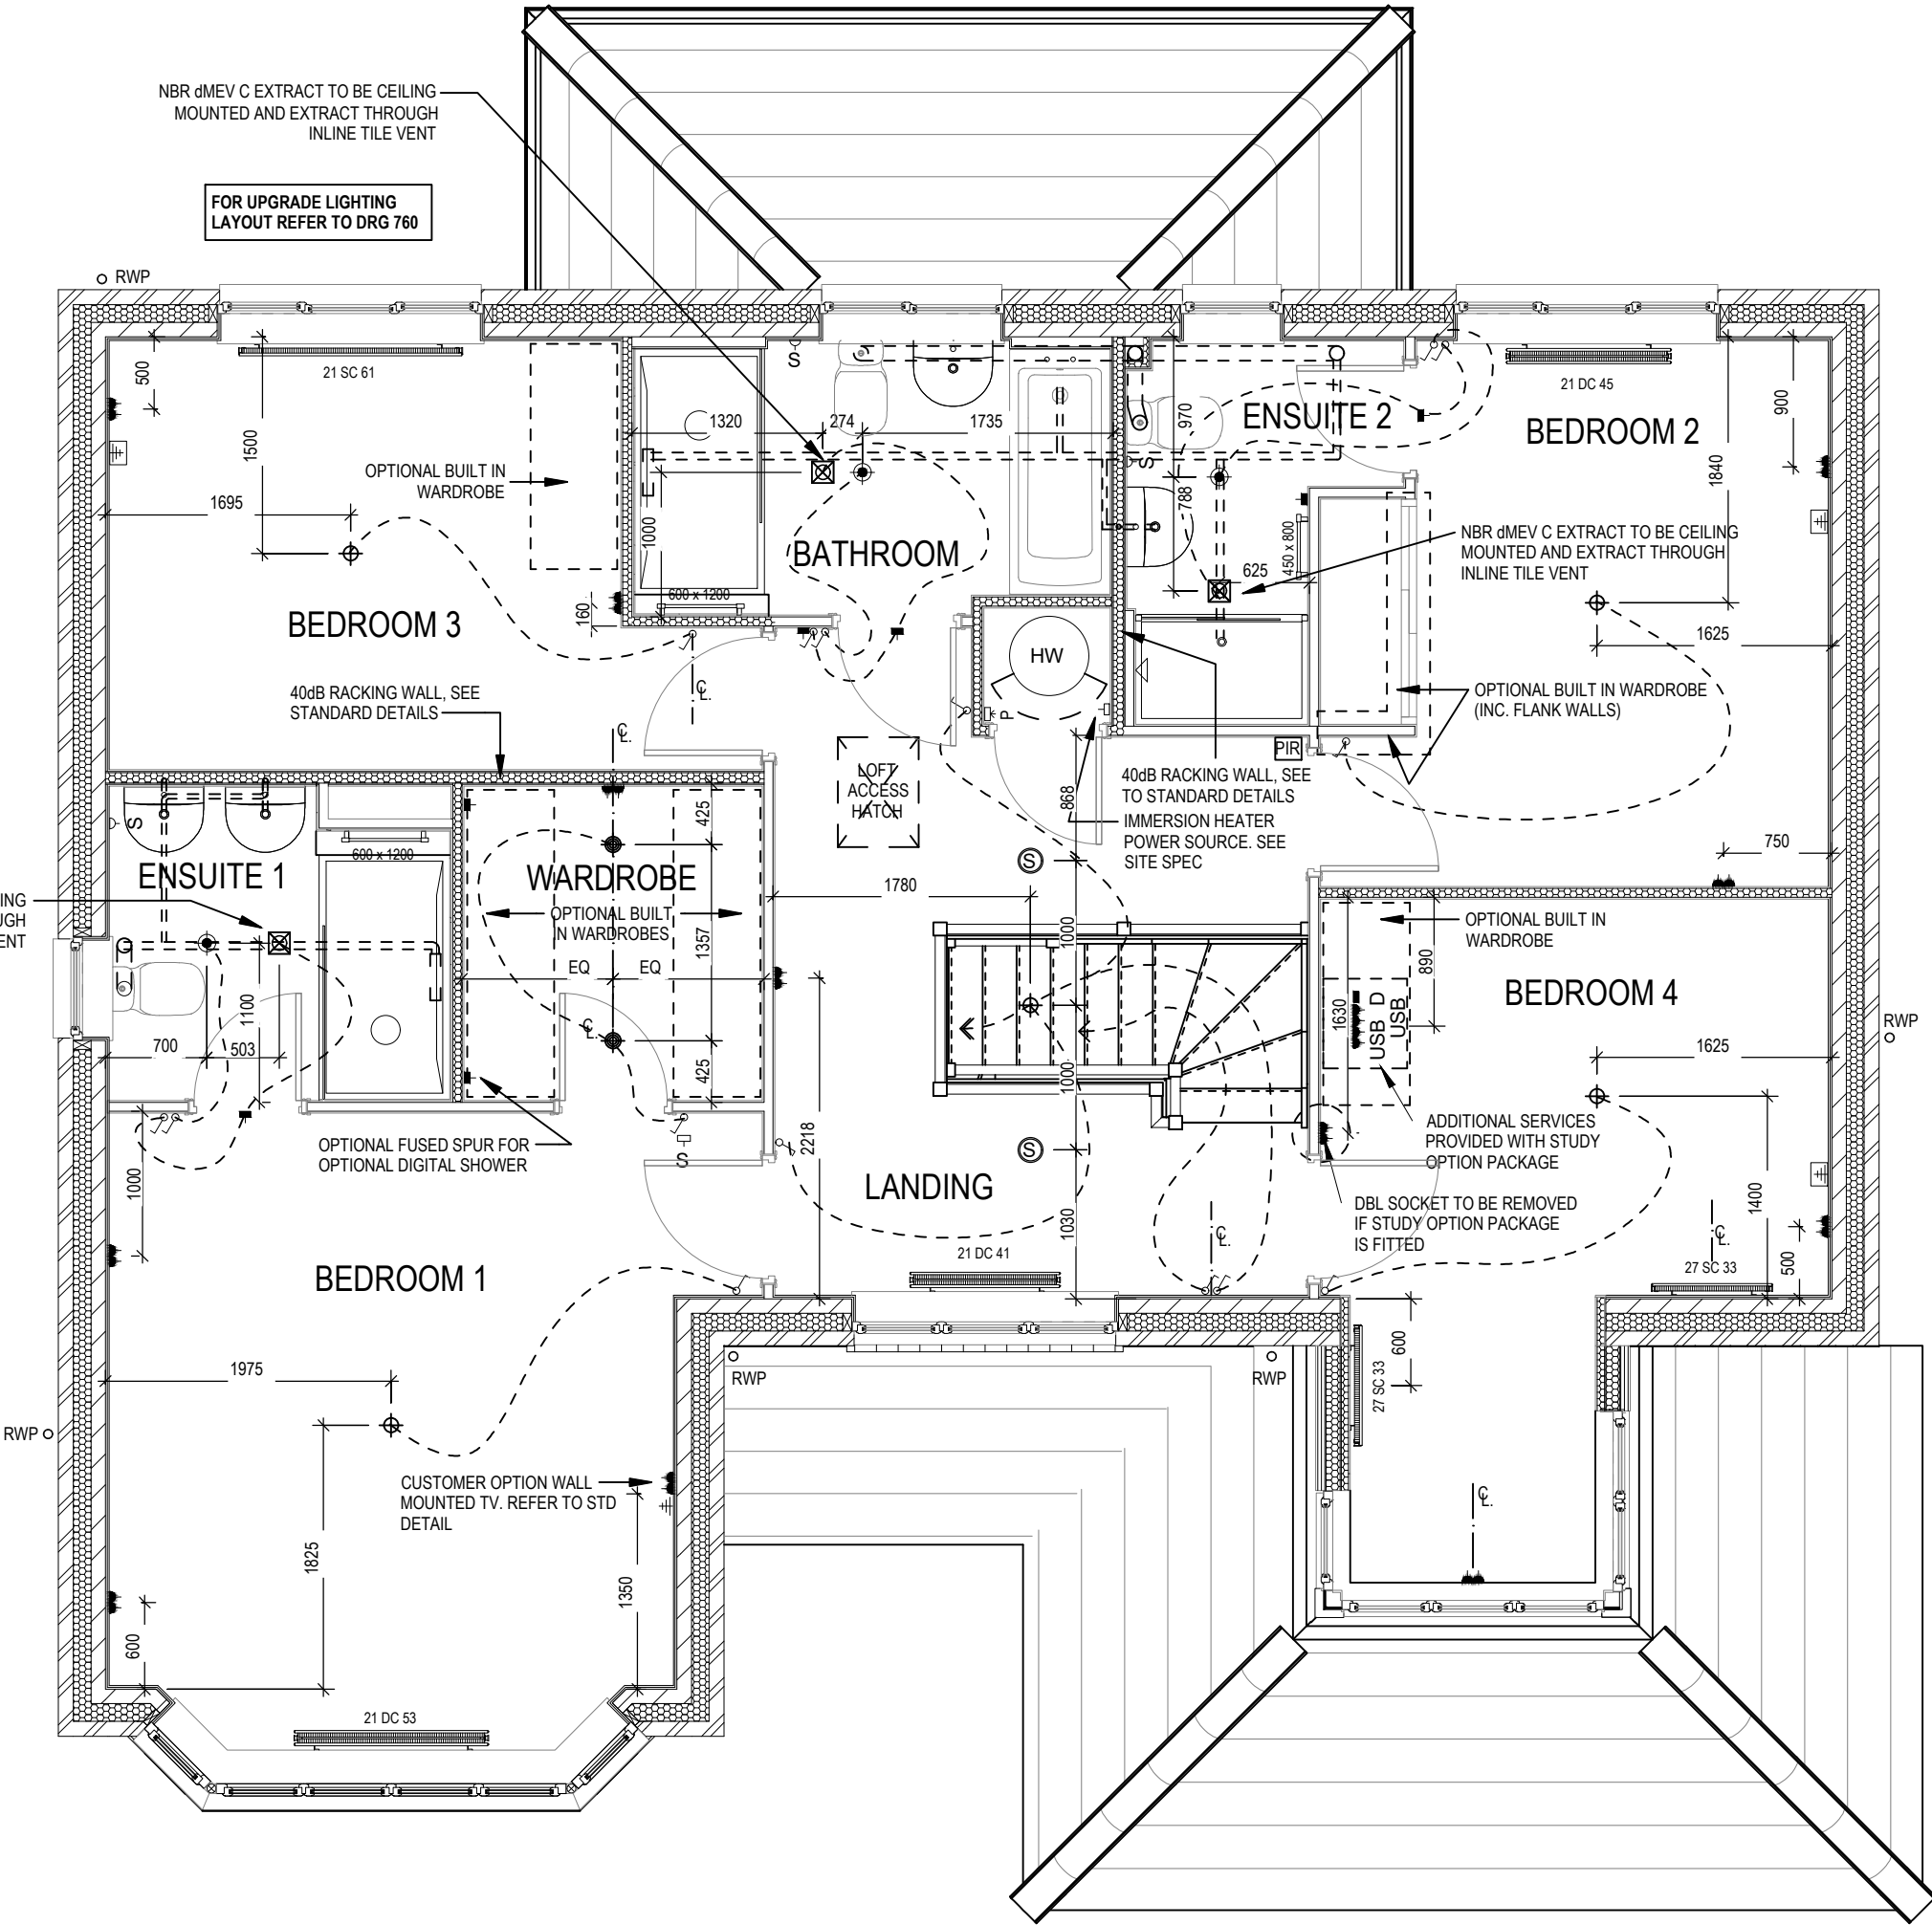 NBR dMEV C EXTRACT TO BE CEILING
MOUNTED AND EXTRACT THROUGH
INLINE TILE VENT
FOR UPGRADE LIGHTING
LAYOUT REFER TO DRG 760
RWP
21 SC 61
500
1500
1695
OPTIONAL BUILT IN
WARDROBE
BEDROOM 3
160
S
1320
274
1735
1000
BATHROOM
600 x 1200
970
ENSUITE 2
S
788
450 x 800
625
21 DC 45
BEDROOM 2
900
1840
NBR dMEV C EXTRACT TO BE CEILING
MOUNTED AND EXTRACT THROUGH
INLINE TILE VENT
1625
HW
P
OPTIONAL BUILT IN WARDROBE
(INC. FLANK WALLS)
40dB RACKING WALL, SEE
STANDARD DETAILS
CL.
CL.
LOFT
ACCESS
HATCH
PIR
868
40dB RACKING WALL, SEE
TO STANDARD DETAILS
IMMERSION HEATER
POWER SOURCE. SEE
SITE SPEC
750
S
ENSUITE 1
600 x 1200
ING
UGH
ENT
700
503
1100
425
WARDROBE
OPTIONAL BUILT
IN WARDROBES
1357
EQ
EQ
CL.
425
1780
S
1000
1000
OPTIONAL BUILT IN
WARDROBE
890
1630
USB D
USB
BEDROOM 4
1625
RWP
ADDITIONAL SERVICES
PROVIDED WITH STUDY
OPTION PACKAGE
OPTIONAL FUSED SPUR FOR
OPTIONAL DIGITAL SHOWER
S
2218
S
LANDING
1030
1000
DBL SOCKET TO BE REMOVED
IF STUDY OPTION PACKAGE
IS FITTED
1400
CL.
CL.
500
27 SC 33
21 DC 41
BEDROOM 1
1975
RWP
RWP
600
27 SC 33
RWP
CUSTOMER OPTION WALL
MOUNTED TV. REFER TO STD
DETAIL
1825
1350
CL.
600
21 DC 53